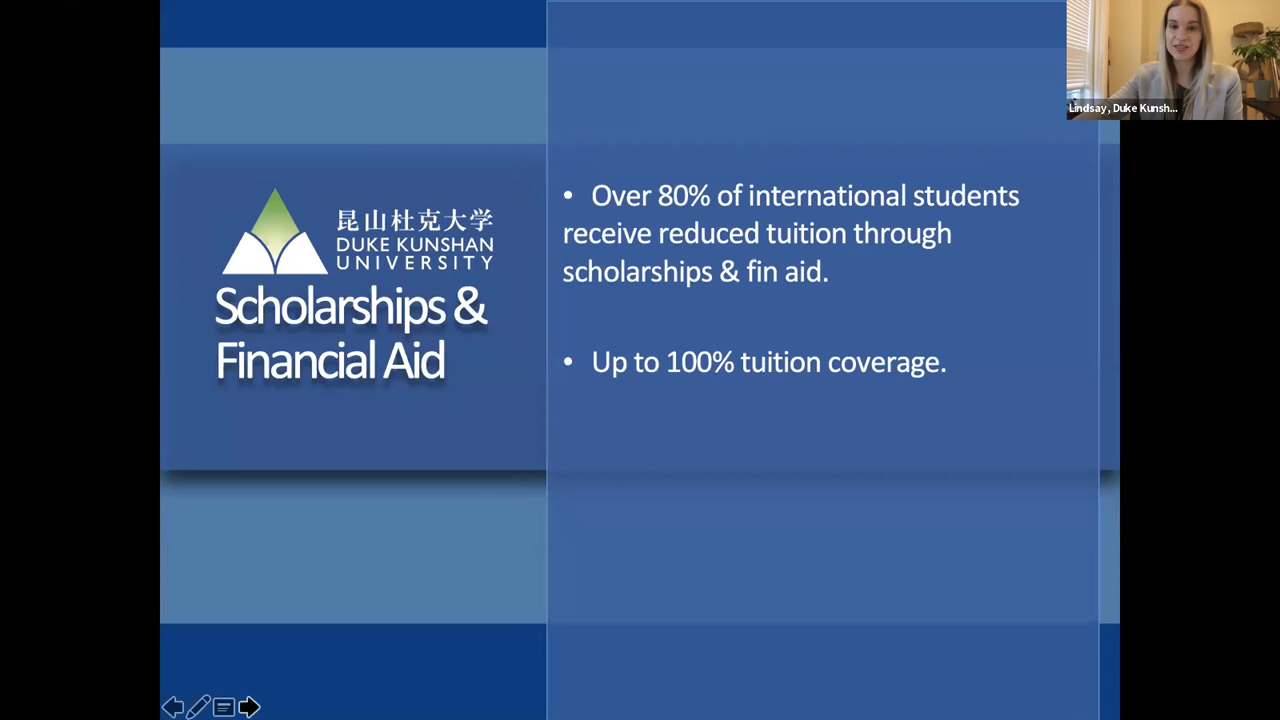 Lindsay, Duke Kunsh...
昆山杜克大学
DUKE KUNSHAN
UNIVERSITY
Scholarships &
Financial Aid
• Over 80% of international students
receive reduced tuition through
scholarships & fin aid.
• Up to 100% tuition coverage.